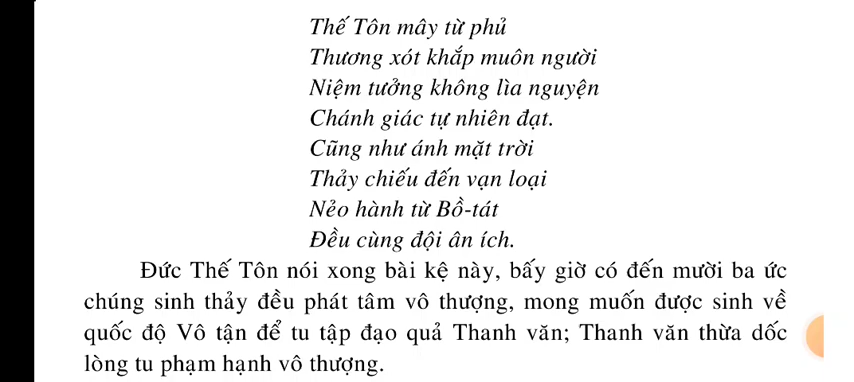 Thế Tôn mây từ phủ
Thương xót khắp muôn người
Niệm tưởng không lìa nguyện
Chánh giác tự nhiên đạt.
Cũng như ánh mặt trời
Thảy chiếu đến vạn loại
Nẻo hành từ Bồ-tát
Đều cùng đội ân ích.
Đức Thế Tôn nói xong bài kệ này, bấy giờ có đến mười ba ức
chúng sinh thảy đều phát tâm vô thượng, mong muốn được sinh về
quốc độ Vô tận để tu tập đạo quả Thanh văn; Thanh văn thừa dốc
lòng tu phạm hạnh vô thượng.